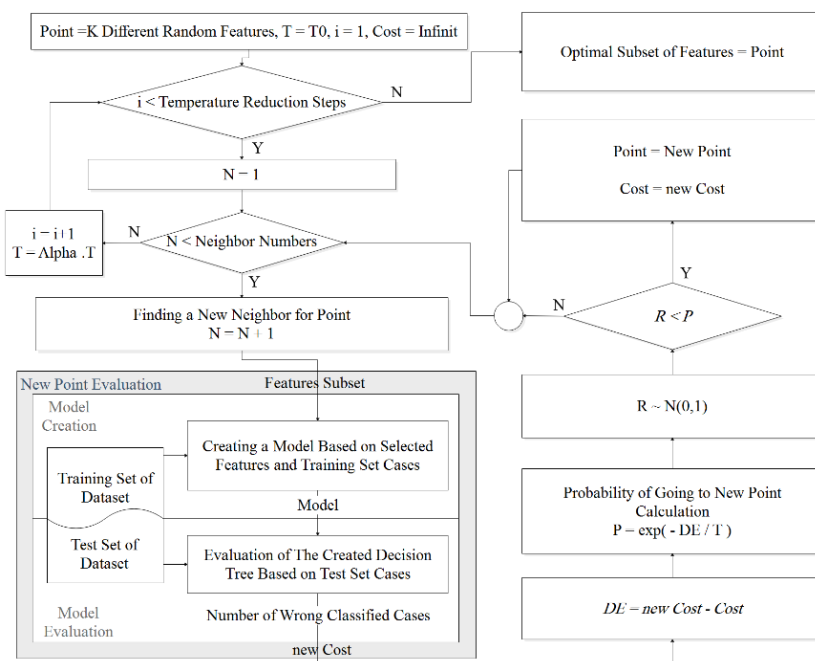 Point =K Different Random Features, T = T0, i = 1, Cost = Infinit
i < Temperature Reduction Steps
N
Optimal Subset of Features = Point
Y
N = 1
i = i+1
T = Alpha .T
N
N < Neighbor Numbers
Y
Finding a New Neighbor for Point
N = N + 1
New Point Evaluation
Features Subset
Model
Creation
Creating a Model Based on Selected
Features and Training Set Cases
Training Set of
Dataset
Model
Test Set of
Dataset
Evaluation of The Created Decision
Tree Based on Test Set Cases
Model
Evaluation
Number of Wrong Classified Cases
new Cost
Point = New Point
Cost = new Cost
Y
N
R < P
R ~ N(0,1)
Probability of Going to New Point
Calculation
P = exp( - DE / T )
DE = new Cost - Cost